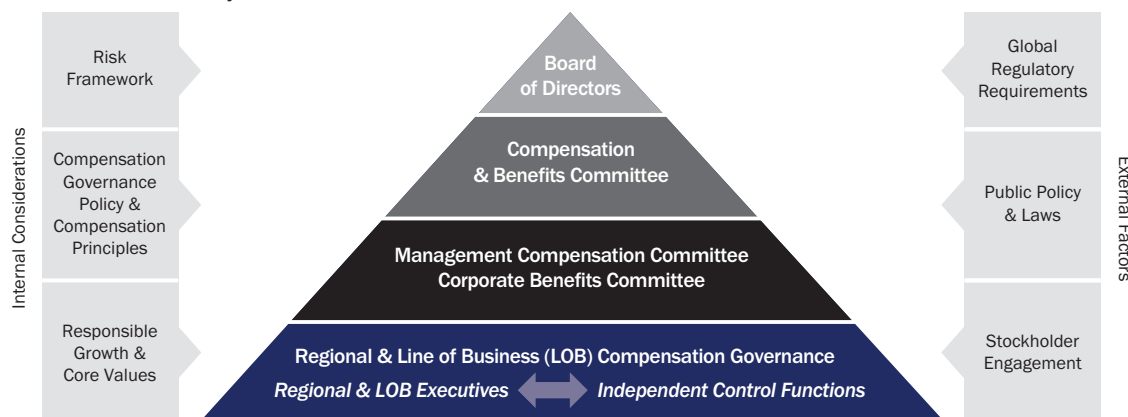 Risk
Framework
Compensation
Governance
Policy &
Compensation
Principles
Responsible
Growth &
Core Values
Internal Considerations
Board
of Directors
Compensation
& Benefits Committee
Management Compensation Committee
Corporate Benefits Committee
Regional & Line of Business (LOB) Compensation Governance
Regional & LOB Executives
Independent Control Functions
Global
Regulatory
Requirements
Public Policy
& Laws
Stockholder
Engagement
External Factors